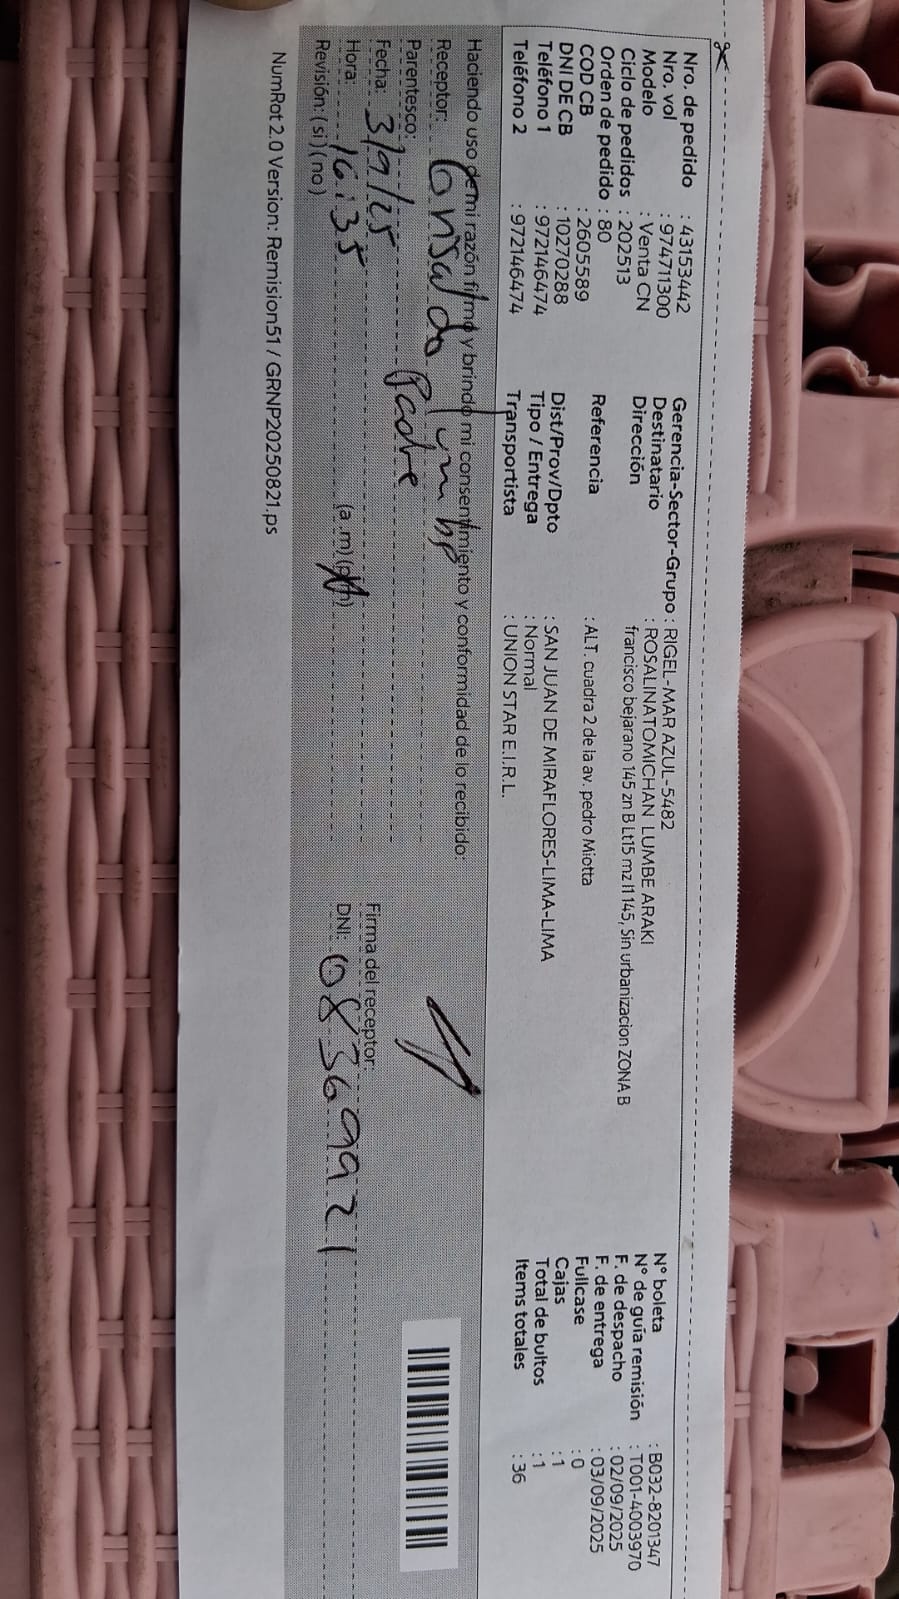 Nro. de pedido : 43153442
Nro. vol : 974711300
Modelo : Venta CN
Ciclo de pedidos : 202513
Orden de pedido : 80
COD CB : 2605589
DNI DE CB : 10270288
Teléfono 1 : 972146474
Teléfono 2 : 972146474
Gerencia-Sector-Grupo : RIGEL-MAR AZUL-5482
Destinatario : ROSALINATOMICHAN LUMBE ARAKI
Dirección francisco bejarano 145 zn B Lt15 mz I1 145, Sin urbanizacion ZONA B
Referencia : ALT. cuadra 2 de la av. pedro Miotta
Dist/Prov/Dpto : SAN JUAN DE MIRAFLORES-LIMA-LIMA
Tipo / Entrega : Normal
Transportista : UNION STAR E.I.R.L.
N° boleta : B032-8201347
N° de guía remisión : T001-4003970
F. de despacho : 02/09/2025
F. de entrega : 03/09/2025
Fullcase : 0
Cajas : 1
Total de bultos : 1
Items totales : 36
Haciendo uso de mi razón firmo y brindo mi consentimiento y conformidad de lo recibido:
Receptor:
Parentesco: Padre
Fecha: 3/9/25
Hora: 16:35 (a .m)
Revisión: ( si ) ( no )
Firma del receptor:
DNI: 08369921
NumRot 2.0 Version: Remision51 / GRNP20250821.ps